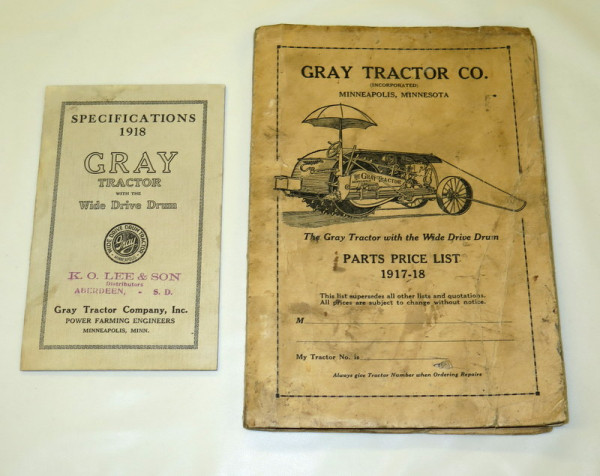 SPECIFICATIONS
1918
GRAY
TRACTOR
WITH THE
Wide Drive Drum
Gray
K. O. LEE & SON
Distributors
ABERDEEN, - S. D.
Gray Tractor Company, Inc.
POWER FARMING ENGINEERS
MINNEAPOLIS, MINN.
GRAY TRACTOR CO.
(INCORPORATED)
MINNEAPOLIS, MINNESOTA
GRAY TRACTOR
The Gray Tractor with the Wide Drive Drum
PARTS PRICE LIST
1917-18
This list supersedes all other lists and quotations.
All prices are subject to change without notice.
M
My Tractor No. is
Always give Tractor Number when Ordering Repairs